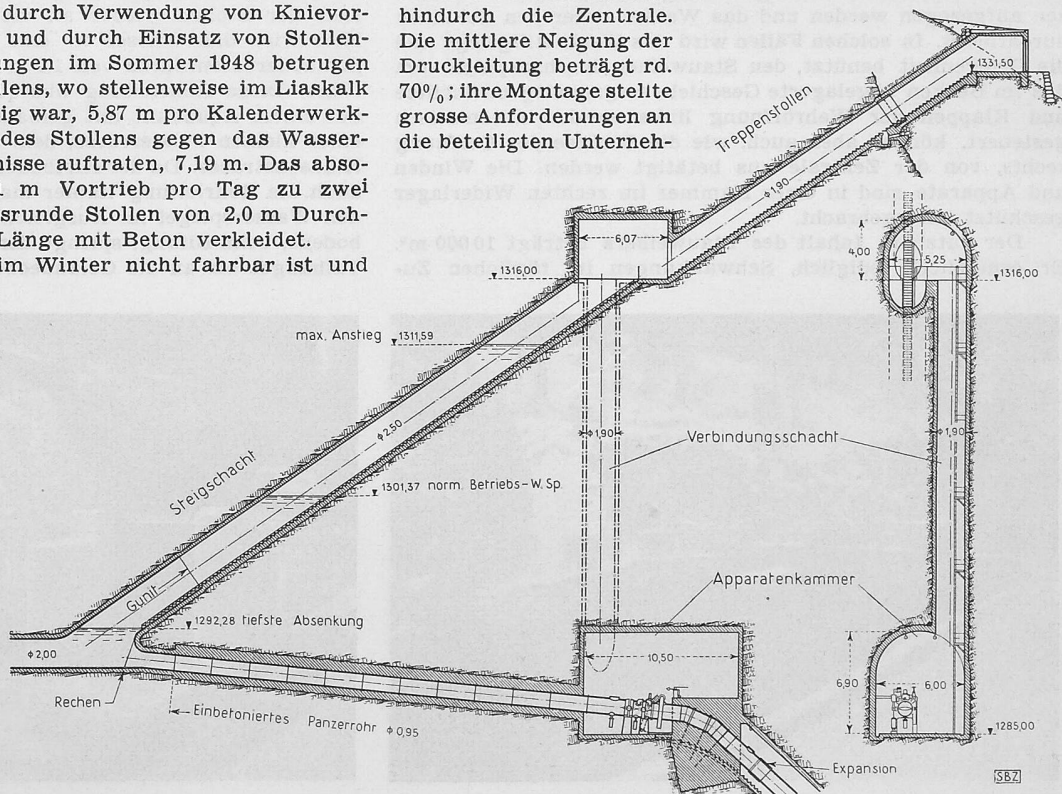 durch Verwendung von Knievor-
und durch Einsatz von Stollen-
ngen im Sommer 1948 betrugen
llens, wo stellenweise im Liaskalk
ig war, 5,87 m pro Kalenderwerk-
des Stollens gegen das Wasser-
nisse auftraten, 7,19 m. Das abso-
m Vortrieb pro Tag zu zwei
srunde Stollen von 2,0 m Durch-
Länge mit Beton verkleidet.
im Winter nicht fahrbar ist und
hindurch die Zentrale.
Die mittlere Neigung der
Druckleitung beträgt rd.
70%; ihre Montage stellte
grosse Anforderungen an
die beteiligten Unterneh-
1331,50
Treppenstollen
φ1,90
6,07
1316,00
4,00
5,25
1316,00
max. Anstieg 1311,59
φ2,50
φ1,90
Verbindungsschacht
φ1,90
Steigschacht
1301,37 norm. Betriebs-W.Sp.
Gunit
Apparatenkammer
1292,28 tiefste Absenkung
φ2,00
10,50
6,90
6,00
Rechen
Einbetoniertes Panzerrohr φ0,95
1285,00
Expansion
SBZ